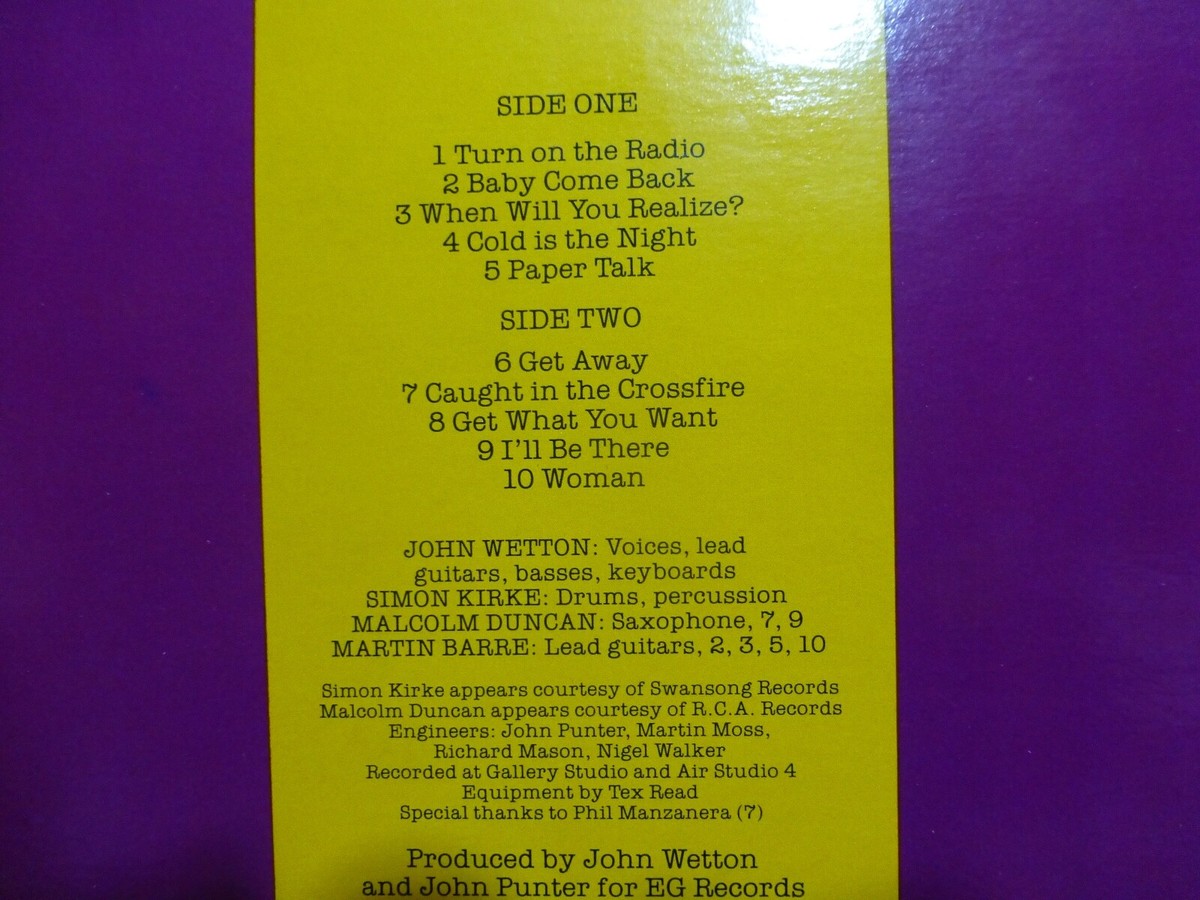 SIDE ONE
1 Turn on the Radio
2 Baby Come Back
3 When Will You Realize?
4 Cold is the Night
5 Paper Talk
SIDE TWO
6 Get Away
7 Caught in the Crossfire
8 Get What You Want
9 I'll Be There
10 Woman
JOHN WETTON: Voices, lead
guitars, basses, keyboards
SIMON KIRKE: Drums, percussion
MALCOLM DUNCAN: Saxophone, 7, 9
MARTIN BARRE: Lead guitars, 2, 3, 5, 10
Simon Kirke appears courtesy of Swansong Records
Malcolm Duncan appears courtesy of R.C.A. Records
Engineers: John Punter, Martin Moss,
Richard Mason, Nigel Walker
Recorded at Gallery Studio and Air Studio 4
Equipment by Tex Read
Special thanks to Phil Manzanera (7)
Produced by John Wetton
and John Punter for EG Records